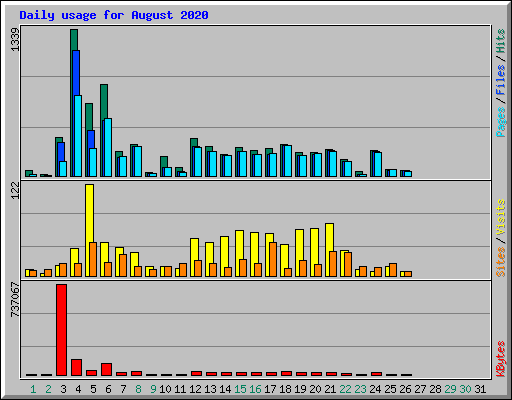 Daily usage for August 2020
1339
Pages / Files / Hits
122
Sites / Visits
737067
KBytes
1 2 3 4 5 6 7 8 9 10 11 12 13 14 15 16 17 18 19 20 21 22 23 24 25 26 27 28 29 30 31